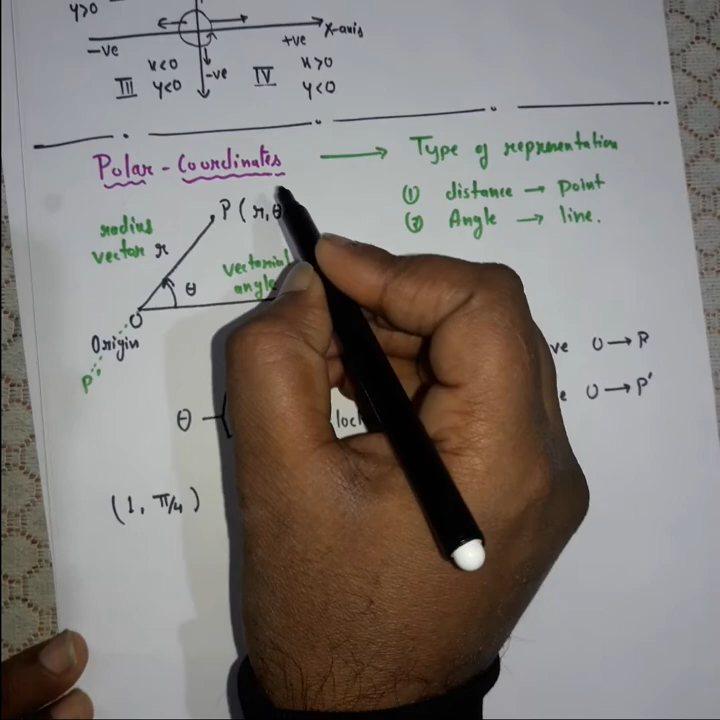 y>0
X-axis
-ve
+ve
x<0
-ve
x>0
III
y<0
IV
y<0
Polar - Coordinates → Type of representation
(1) distance → point
(2) Angle → line.
P(r,θ
radius
vector r
vectorial
angle
θ
O
Origin
P'
ve O→P
O→P'
θ
(1, π/4)